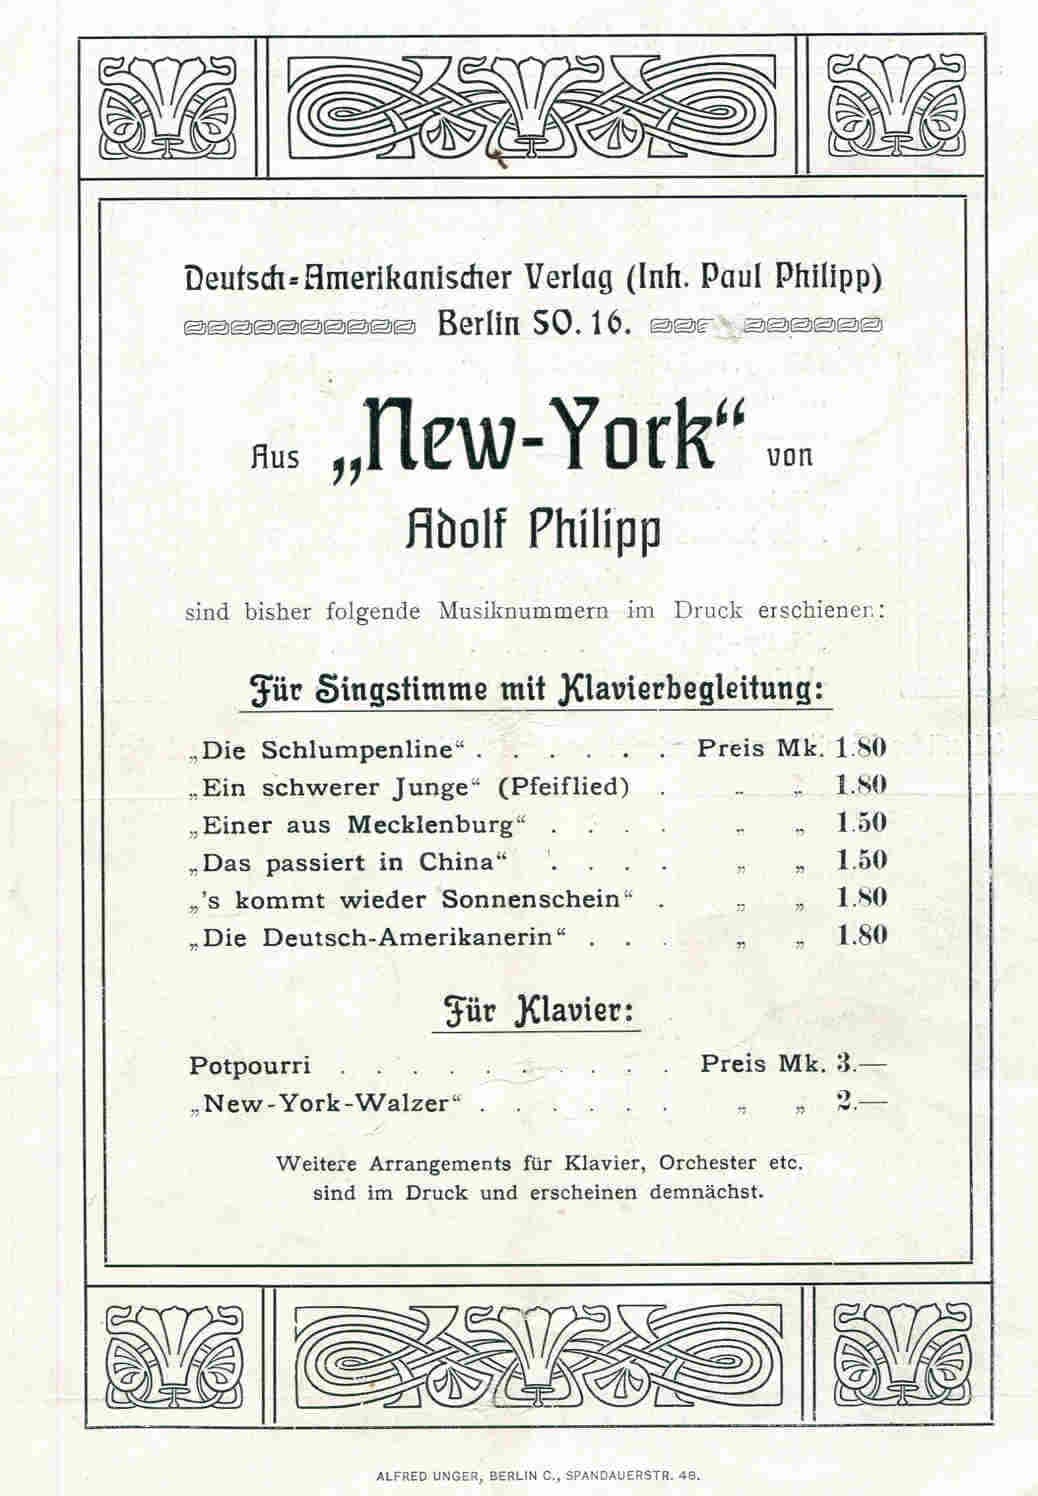 Deutsch-Amerikanischer Verlag (Inh. Paul Philipp)
Berlin SO. 16.
Aus „New-York“ von
Adolf Philipp
sind bisher folgende Musiknummern im Druck erschienen:
Für Singstimme mit Klavierbegleitung:
„Die Schlumpenline“ . . . . . . Preis Mk. 1.80
„Ein schwerer Junge“ (Pfeiflied) . „ „ 1.80
„Einer aus Mecklenburg“ . . . . „ „ 1.50
„Das passiert in China“ . . . . „ „ 1.50
„'s kommt wieder Sonnenschein“ . „ „ 1.80
„Die Deutsch-Amerikanerin“ . . . „ „ 1.80
Für Klavier:
Potpourri . . . . . . . . . . Preis Mk. 3.—
„New-York-Walzer“ . . . . . . „ „ 2.—
Weitere Arrangements für Klavier, Orchester etc.
sind im Druck und erscheinen demnächst.
ALFRED UNGER, BERLIN C., SPANDAUERSTR. 48.